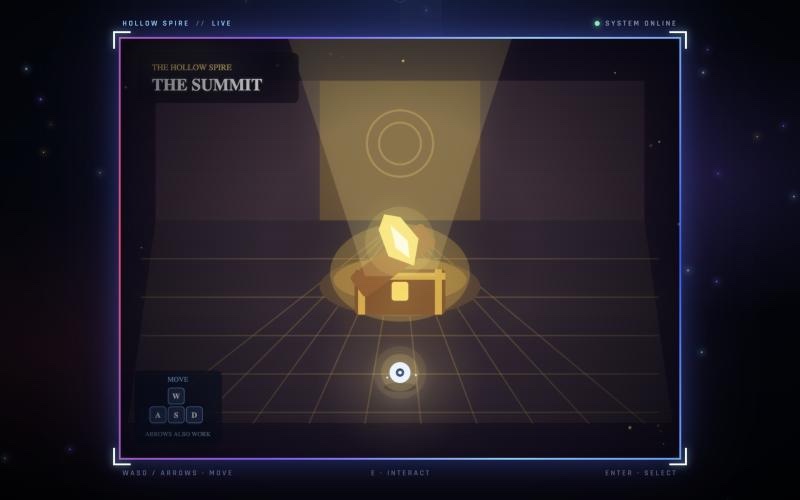 HOLLOW SPIRE // LIVE
SYSTEM ONLINE
THE HOLLOW SPIRE
THE SUMMIT
MOVE
W
A S D
ARROWS ALSO WORK
WASD / ARROWS · MOVE
E · INTERACT
ENTER · SELECT